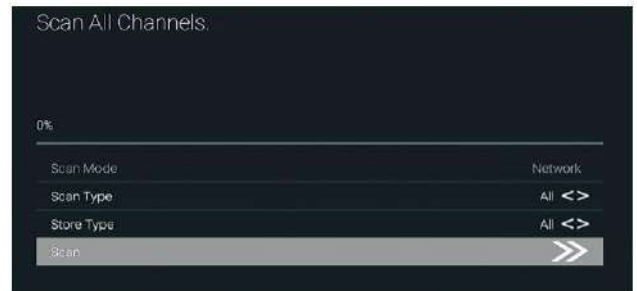 Scan All Channels.
0%
Scan Mode Network
Scan Type All <>
Store Type All <>
Scan